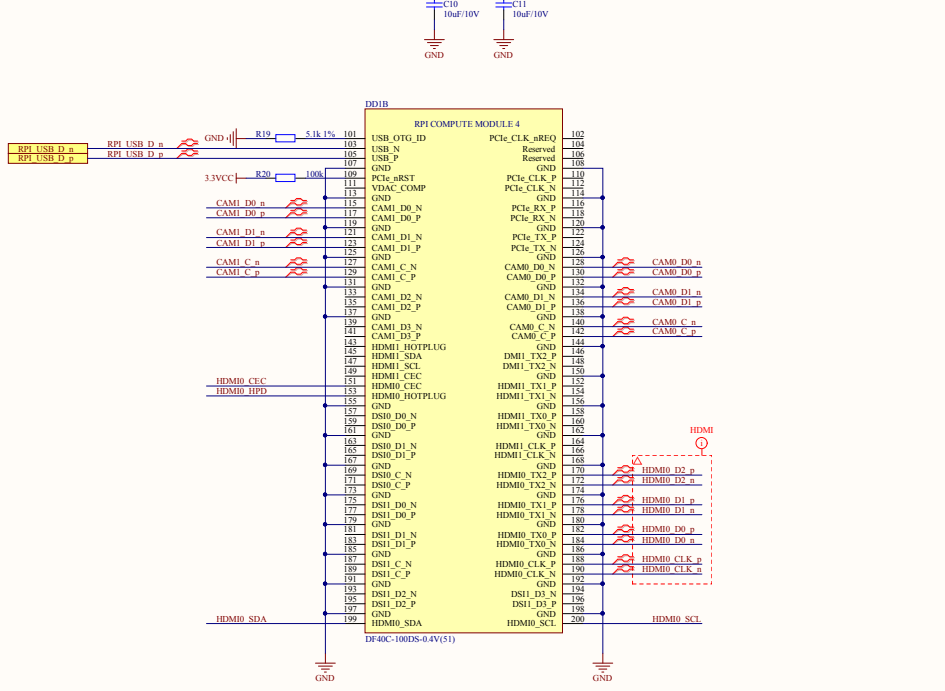 C10
10uF/10V
C11
10uF/10V
GND
GND
DD1B
RPI COMPUTE MODULE 4
GND R19 5.1k 1% 101 USB_OTG_ID PCIe_CLK_nREQ 102
RPI_USB_D_n RPI_USB_D_n 103 USB_N Reserved 104
RPI_USB_D_p RPI_USB_D_p 105 USB_P Reserved 106
107 GND GND 108
3.3VCC R20 100k 109 PCIe_nRST PCIe_CLK_P 110
111 VDAC_COMP PCIe_CLK_N 112
113 GND GND 114
CAM1_D0_n 115 CAM1_D0_N PCIe_RX_P 116
CAM1_D0_p 117 CAM1_D0_P PCIe_RX_N 118
119 GND GND 120
CAM1_D1_n 121 CAM1_D1_N PCIe_TX_P 122
CAM1_D1_p 123 CAM1_D1_P PCIe_TX_N 124
125 GND GND 126
CAM1_C_n 127 CAM1_C_N CAM0_D0_N 128 CAM0_D0_n
CAM1_C_p 129 CAM1_C_P CAM0_D0_P 130 CAM0_D0_p
131 GND GND 132
133 CAM1_D2_N CAM0_D1_N 134 CAM0_D1_n
135 CAM1_D2_P CAM0_D1_P 136 CAM0_D1_p
137 GND GND 138
139 CAM1_D3_N CAM0_C_N 140 CAM0_C_n
141 CAM1_D3_P CAM0_C_P 142 CAM0_C_p
143 HDMI1_HOTPLUG GND 144
145 HDMI1_SDA DMI1_TX2_P 146
147 HDMI1_SCL DMI1_TX2_N 148
149 HDMI1_CEC GND 150
HDMI0_CEC 151 HDMI0_CEC HDMI1_TX1_P 152
HDMI0_HPD 153 HDMI0_HOTPLUG HDMI1_TX1_N 154
155 GND GND 156
157 DSI0_D0_N HDMI1_TX0_P 158
159 DSI0_D0_P HDMI1_TX0_N 160
161 GND GND 162
HDMI
1
163 DSI0_D1_N HDMI1_CLK_P 164
165 DSI0_D1_P HDMI1_CLK_N 166
167 GND GND 168
169 DSI0_C_N HDMI0_TX2_P 170 HDMI0_D2_p
171 DSI0_C_P HDMI0_TX2_N 172 HDMI0_D2_n
173 GND GND 174
175 DSI1_D0_N HDMI0_TX1_P 176 HDMI0_D1_p
177 DSI1_D0_P HDMI0_TX1_N 178 HDMI0_D1_n
179 GND GND 180
181 DSI1_D1_N HDMI0_TX0_P 182 HDMI0_D0_p
183 DSI1_D1_P HDMI0_TX0_N 184 HDMI0_D0_n
185 GND GND 186
187 DSI1_C_N HDMI0_CLK_P 188 HDMI0_CLK_p
189 DSI1_C_P HDMI0_CLK_N 190 HDMI0_CLK_n
191 GND GND 192
193 DSI1_D2_N DSI1_D3_N 194
195 DSI1_D2_P DSI1_D3_P 196
197 GND GND 198
HDMI0_SDA 199 HDMI0_SDA HDMI0_SCL 200 HDMI0_SCL
DF40C-100DS-0.4V(51)
GND
GND